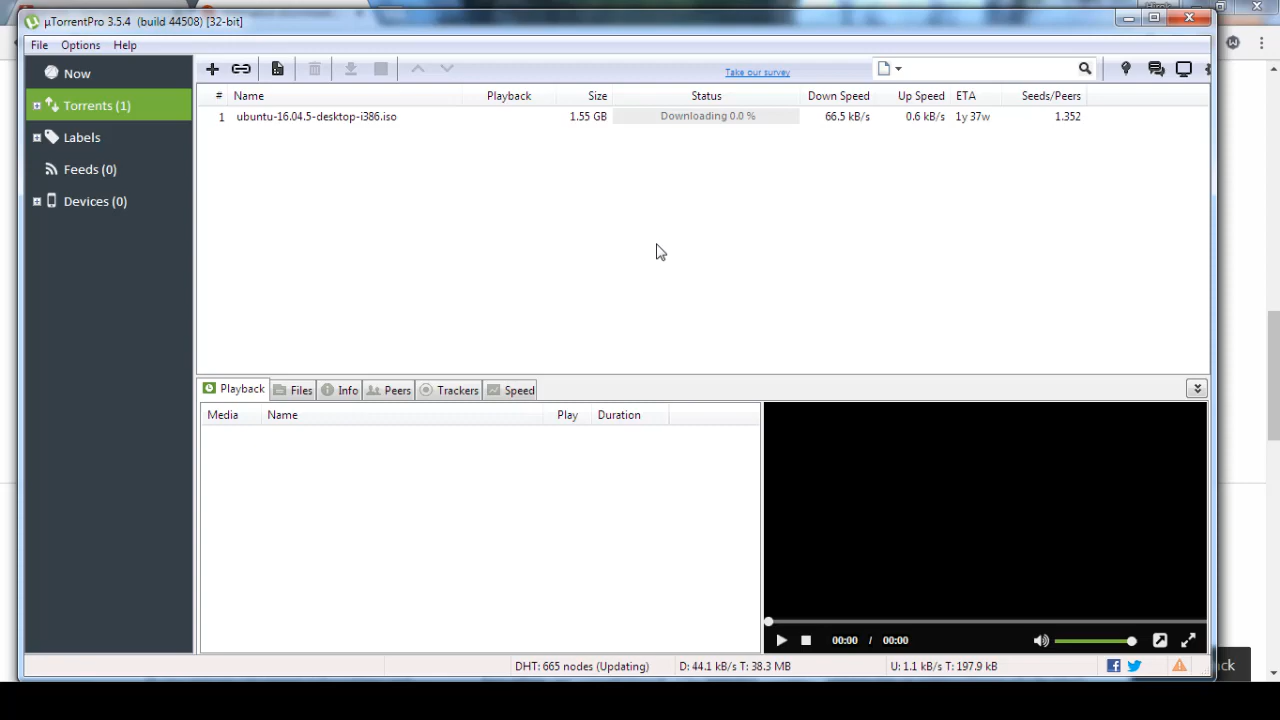 µTorrentPro 3.5.4 (build 44508) [32-bit]
File Options Help
Now
Torrents (1)
Labels
Feeds (0)
Devices (0)
Take our survey
# Name Playback Size Status Down Speed Up Speed ETA Seeds/Peers
1 ubuntu-16.04.5-desktop-i386.iso 1.55 GB Downloading 0.0 % 66.5 kB/s 0.6 kB/s 1y 37w 1.352
Playback Files Info Peers Trackers Speed
Media Name Play Duration
00:00 / 00:00
DHT: 665 nodes (Updating) D: 44.1 kB/s T: 38.3 MB U: 1.1 kB/s T: 197.9 kB